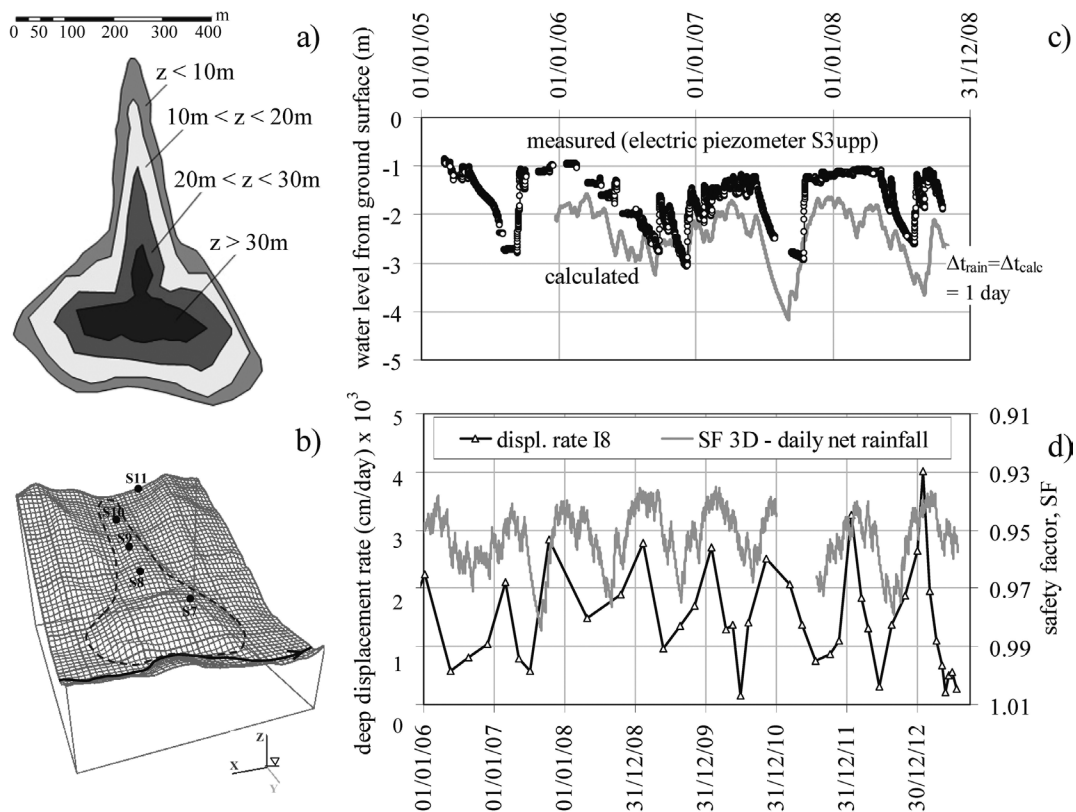 m
0 50 100 200 300 400
a)
z < 10m
10m < z < 20m
20m < z < 30m
z > 30m
b)
S11
S10
S9
S8
S7
X
Z
Y
c)
01/01/05
01/01/06
01/01/07
01/01/08
31/12/08
water level from ground surface (m)
0
-1
-2
-3
-4
-5
measured (electric piezometer S3upp)
calculated
Δtrain=Δtcalc
= 1 day
d)
deep displacement rate (cm/day) x 10³
5
4
3
2
1
0
displ. rate I8
SF 3D - daily net rainfall
0.91
0.93
0.95
0.97
0.99
1.01
safety factor, SF
01/01/06
01/01/07
01/01/08
31/12/08
31/12/09
31/12/10
31/12/11
30/12/12